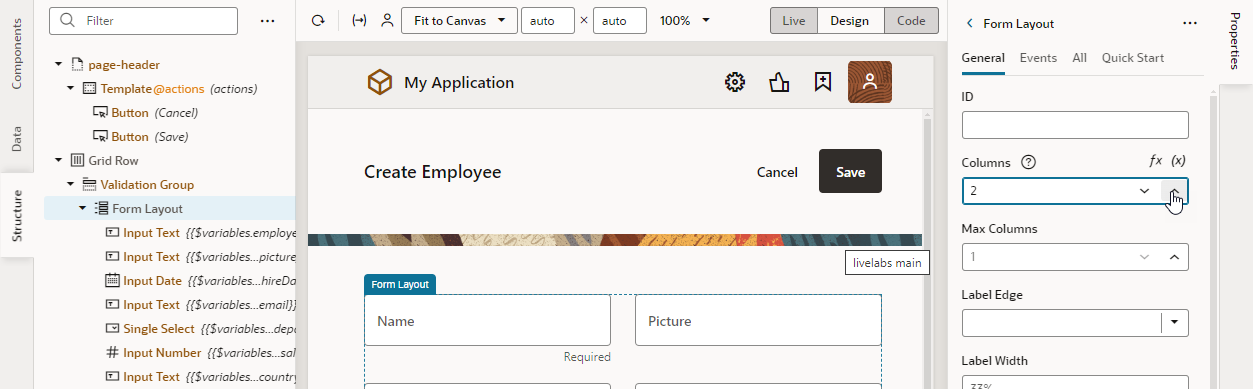 Components
Data
Structure
Filter
page-header
Template@actions (actions)
Button (Cancel)
Button (Save)
Grid Row
Validation Group
Form Layout
Input Text {{$variables.employe
Input Text {{$variables...picture
Input Date {{$variables...hireDa
Input Text {{$variables...email}}
Single Select {{$variables...depa
Input Number {{$variables...sal
Input Text {{$variables...country
Fit to Canvas
auto × auto
100%
Live Design Code
My Application
Create Employee
Cancel
Save
livelabs main
Form Layout
Name
Picture
Required
Form Layout
General Events All Quick Start
ID
Columns
ƒx (x)
2
Max Columns
1
Label Edge
Label Width
33%
Properties